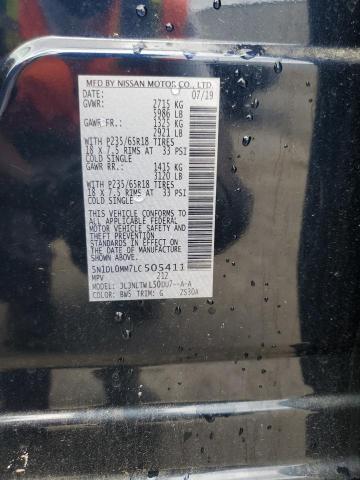 MFD BY NISSAN MOTOR CO., LTD.
DATE: 07/19
GVWR: 2715 KG
5986 LB
GAWR FR.: 1325 KG
2921 LB
WITH P235/65R18 TIRES
18 X 7.5 RIMS AT 33 PSI
COLD SINGLE
GAWR RR.: 1415 KG
3120 LB
WITH P235/65R18 TIRES
18 X 7.5 RIMS AT 33 PSI
COLD SINGLE
THIS VEHICLE CONFORMS TO ALL
APPLICABLE FEDERAL MOTOR
VEHICLE SAFETY STANDARDS IN
EFFECT ON THE DATE OF
MANUFACTURE SHOWN ABOVE.
5N1DL0MM7LC505411
MPV 212
MODEL: JL3NLTWL50DU7--A-A
COLOR: BW5 TRIM: G 2S30A